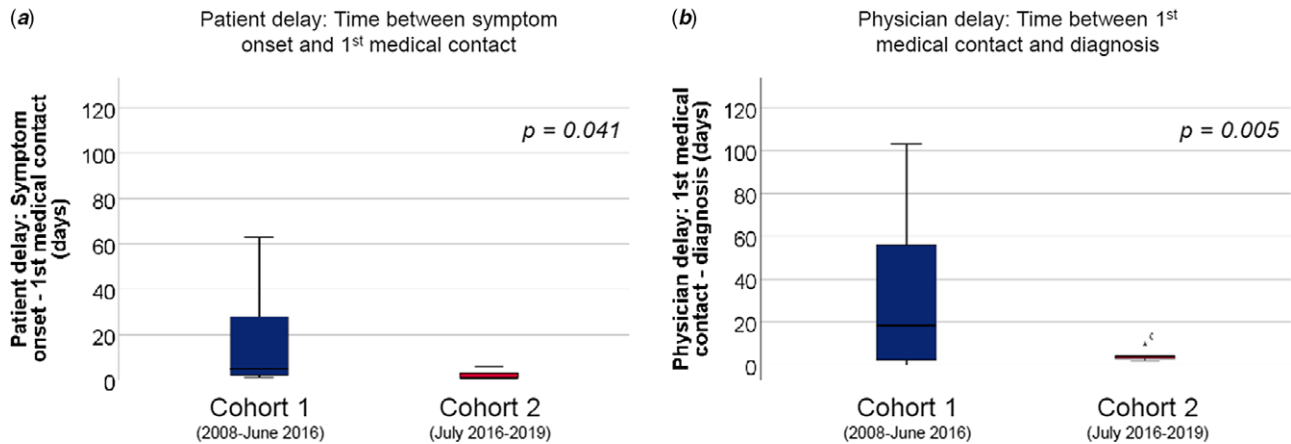 (a)
Patient delay: Time between symptom
onset and 1st medical contact
Patient delay: Symptom
onset - 1st medical contact
(days)
120
100
80
60
40
20
0
p = 0.041
Cohort 1
(2008-June 2016)
Cohort 2
(July 2016-2019)
(b)
Physician delay: Time between 1st
medical contact and diagnosis
Physician delay: 1st medical
contact - diagnosis (days)
120
100
80
60
40
20
0
p = 0.005
Cohort 1
(2008-June 2016)
Cohort 2
(July 2016-2019)